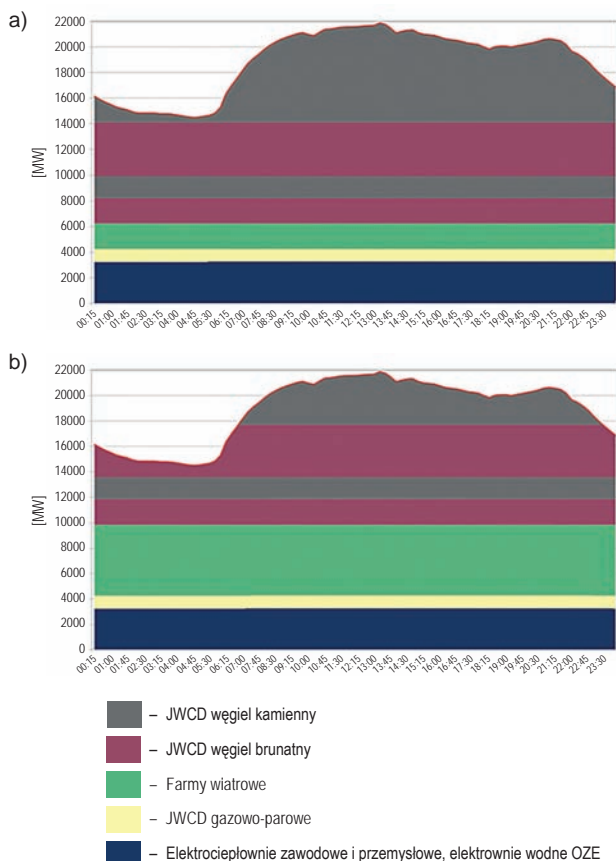 a)
22000
20000
18000
16000
14000
12000
10000
8000
6000
4000
2000
0
[MW]
00:15 01:00 01:45 02:30 03:15 04:00 04:45 05:30 06:15 07:00 07:45 08:30 09:15 10:00 10:45 11:30 12:15 13:00 13:45 14:30 15:15 16:00 16:45 17:30 18:15 19:00 19:45 20:30 21:15 22:00 22:45 23:30
b)
22000
20000
18000
16000
14000
12000
10000
8000
6000
4000
2000
0
[MW]
00:15 01:00 01:45 02:30 03:15 04:00 04:45 05:30 06:15 07:00 07:45 08:30 09:15 10:00 10:45 11:30 12:15 13:00 13:45 14:30 15:15 16:00 16:45 17:30 18:15 19:00 19:45 20:30 21:15 22:00 22:45 23:30
– JWCD węgiel kamienny
– JWCD węgiel brunatny
– Farmy wiatrowe
– JWCD gazowo-parowe
– Elektrociepłownie zawodowe i przemysłowe, elektrownie wodne OZE